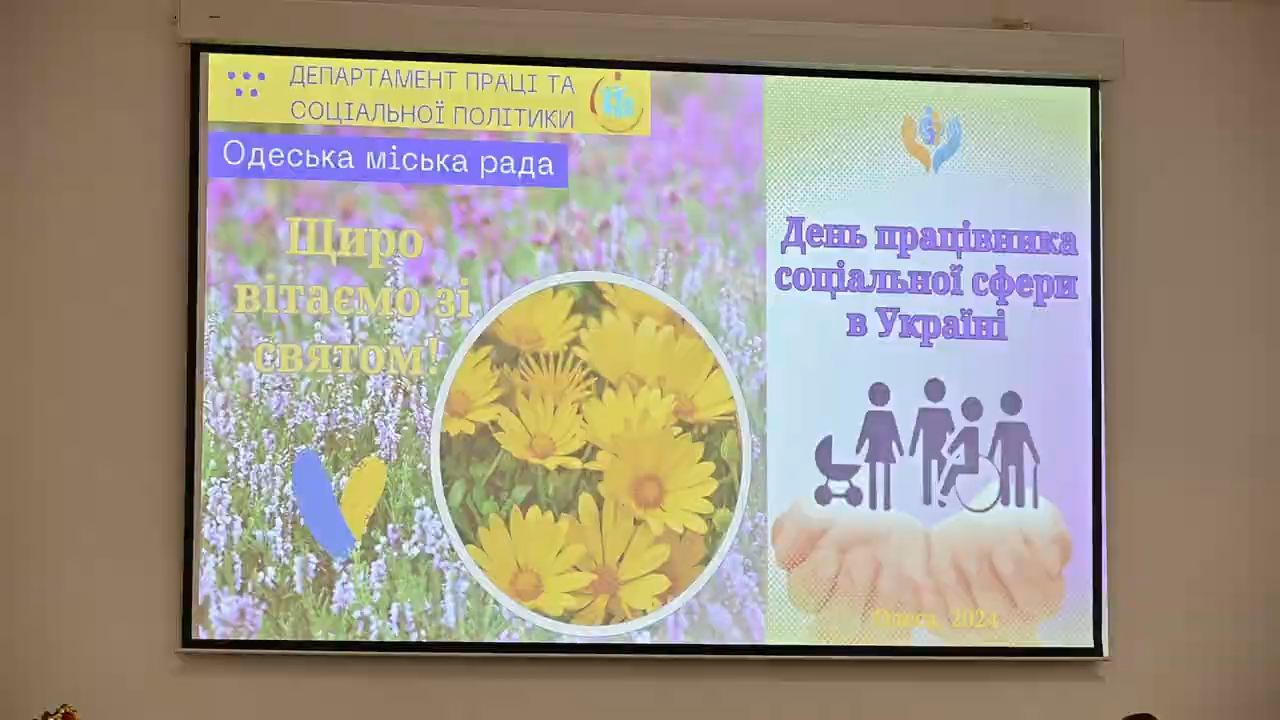 ДЕПАРТАМЕНТ ПРАЦІ ТА
СОЦІАЛЬНОЇ ПОЛІТИКИ
Одеська міська рада
Щиро
вітаємо зі
святом!
День працівника
соціальної сфери
в Україні
Одеса, 2024